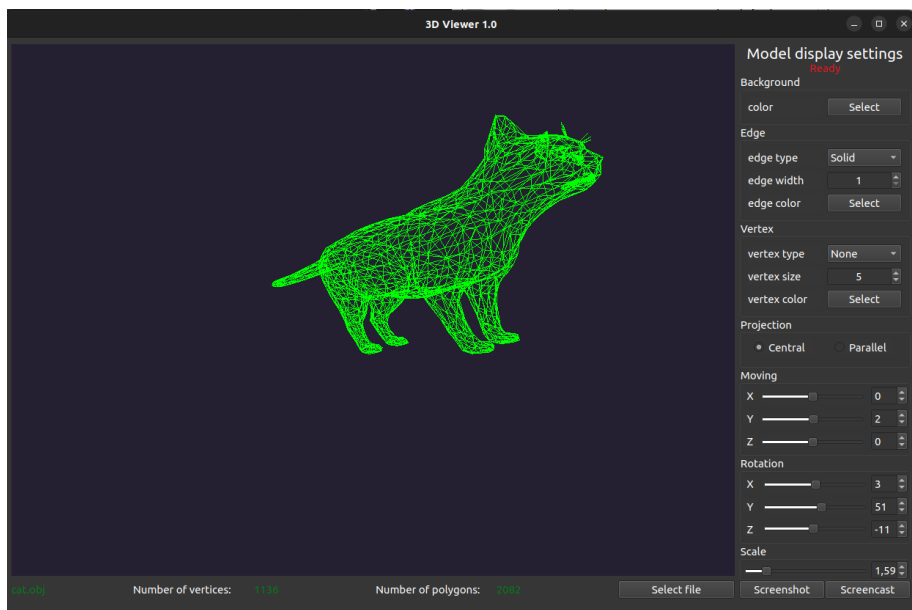 3D Viewer 1.0
Model display settings
Ready
Background
color Select
Edge
edge type Solid
edge width 1
edge color Select
Vertex
vertex type None
vertex size 5
vertex color Select
Projection
Central Parallel
Moving
X 0
Y 2
Z 0
Rotation
X 3
Y 51
Z -11
Scale
1,59
cat.obj Number of vertices: 1136 Number of polygons: 2082 Select file Screenshot Screencast